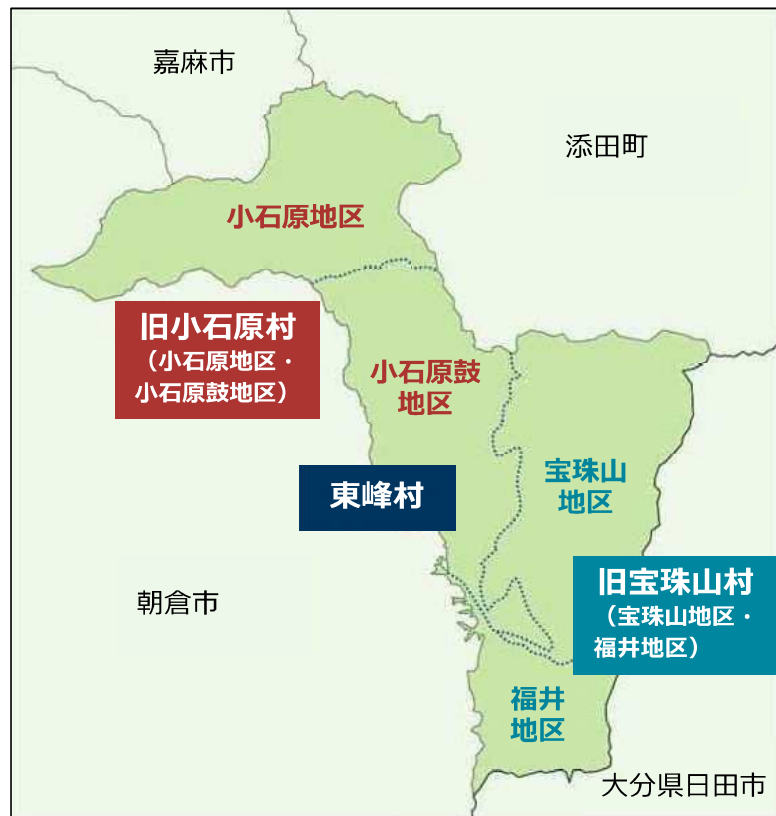 嘉麻市
添田町
小石原地区
旧小石原村
（小石原地区・
小石原鼓地区）
小石原鼓
地区
宝珠山
地区
東峰村
朝倉市
旧宝珠山村
（宝珠山地区・
福井地区）
福井
地区
大分県日田市